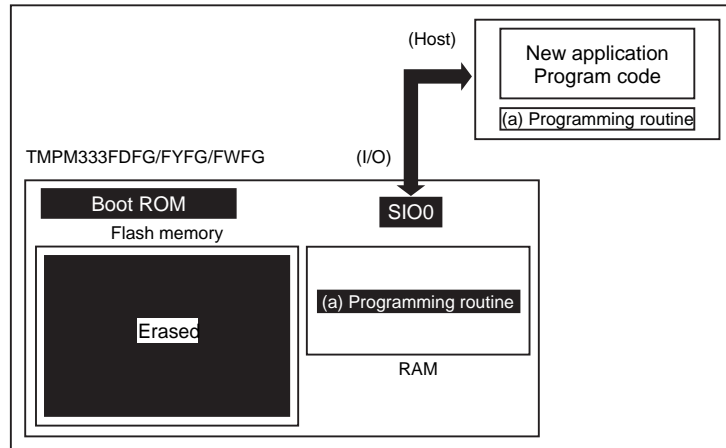 (Host)
New application
Program code
(a) Programming routine
TMPM333FDFG/FYFG/FWFG
(I/O)
Boot ROM
SIO0
Flash memory
(a) Programming routine
Erased
RAM